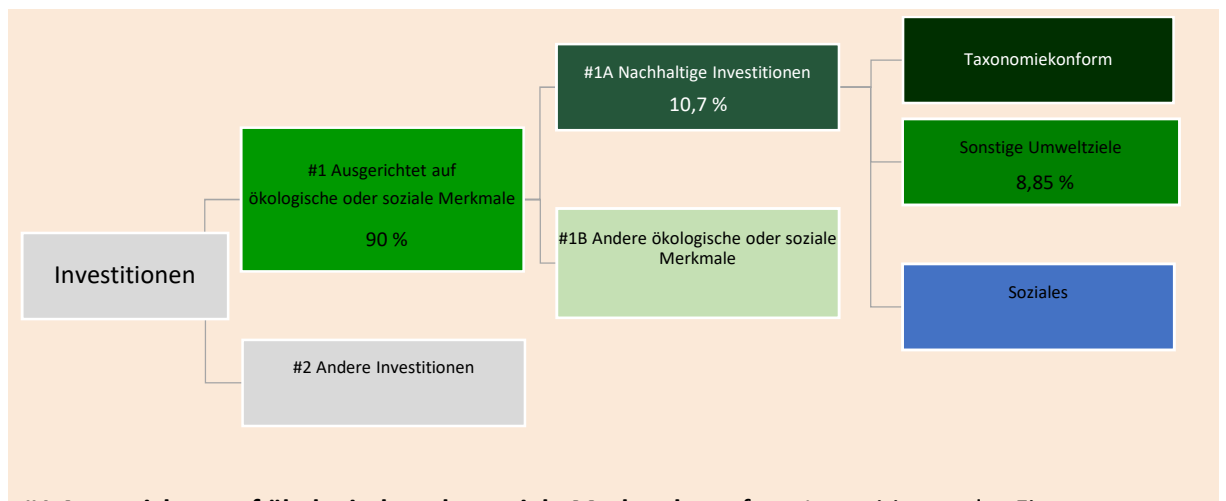 #1A Nachhaltige Investitionen
10,7 %
Taxonomiekonform
Sonstige Umweltziele
8,85 %
#1 Ausgerichtet auf
ökologische oder soziale Merkmale
90 %
#1B Andere ökologische oder soziale
Merkmale
Investitionen
Soziales
#2 Andere Investitionen